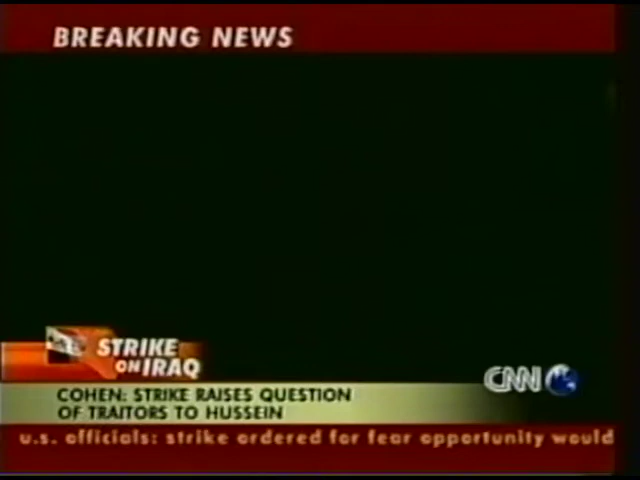 BREAKING NEWS
STRIKE
ON IRAQ
CNN
COHEN: STRIKE RAISES QUESTION
OF TRAITORS TO HUSSEIN
u.s. officials: strike ordered for fear opportunity would